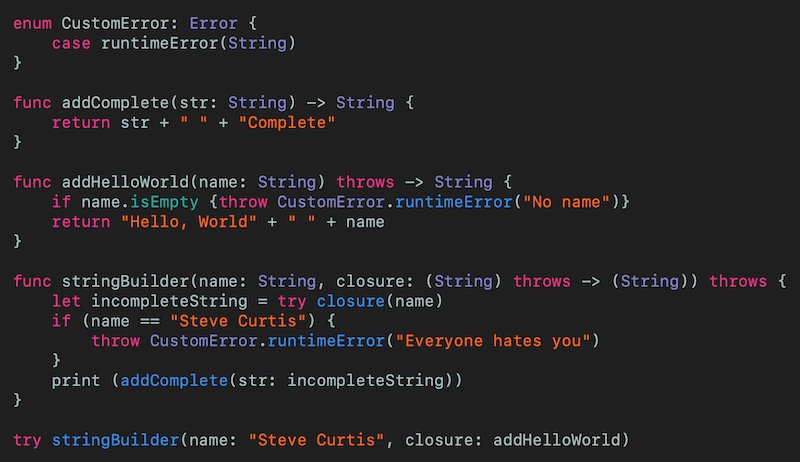 enum CustomError: Error {
    case runtimeError(String)
}

func addComplete(str: String) -> String {
    return str + " " + "Complete"
}

func addHelloWorld(name: String) throws -> String {
    if name.isEmpty {throw CustomError.runtimeError("No name")}
    return "Hello, World" + " " + name
}

func stringBuilder(name: String, closure: (String) throws -> (String)) throws {
    let incompleteString = try closure(name)
    if (name == "Steve Curtis") {
        throw CustomError.runtimeError("Everyone hates you")
    }
    print (addComplete(str: incompleteString))
}

try stringBuilder(name: "Steve Curtis", closure: addHelloWorld)